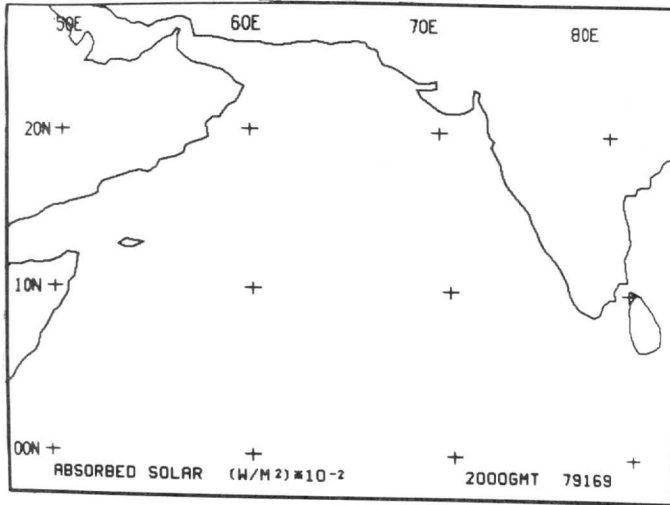 50E 60E 70E 80E
20N
10N
00N
ABSORBED SOLAR (W/M²)*10⁻² 2000GMT 79169